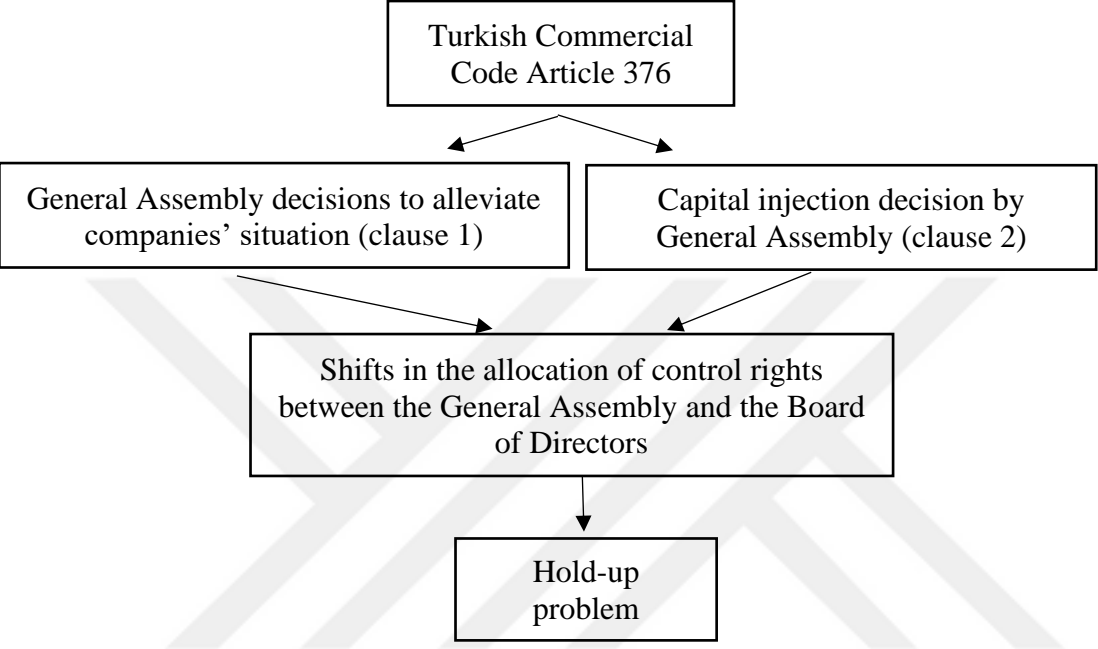 Turkish Commercial
Code Article 376
General Assembly decisions to alleviate
companies’ situation (clause 1)
Capital injection decision by
General Assembly (clause 2)
Shifts in the allocation of control rights
between the General Assembly and the Board
of Directors
Hold-up
problem